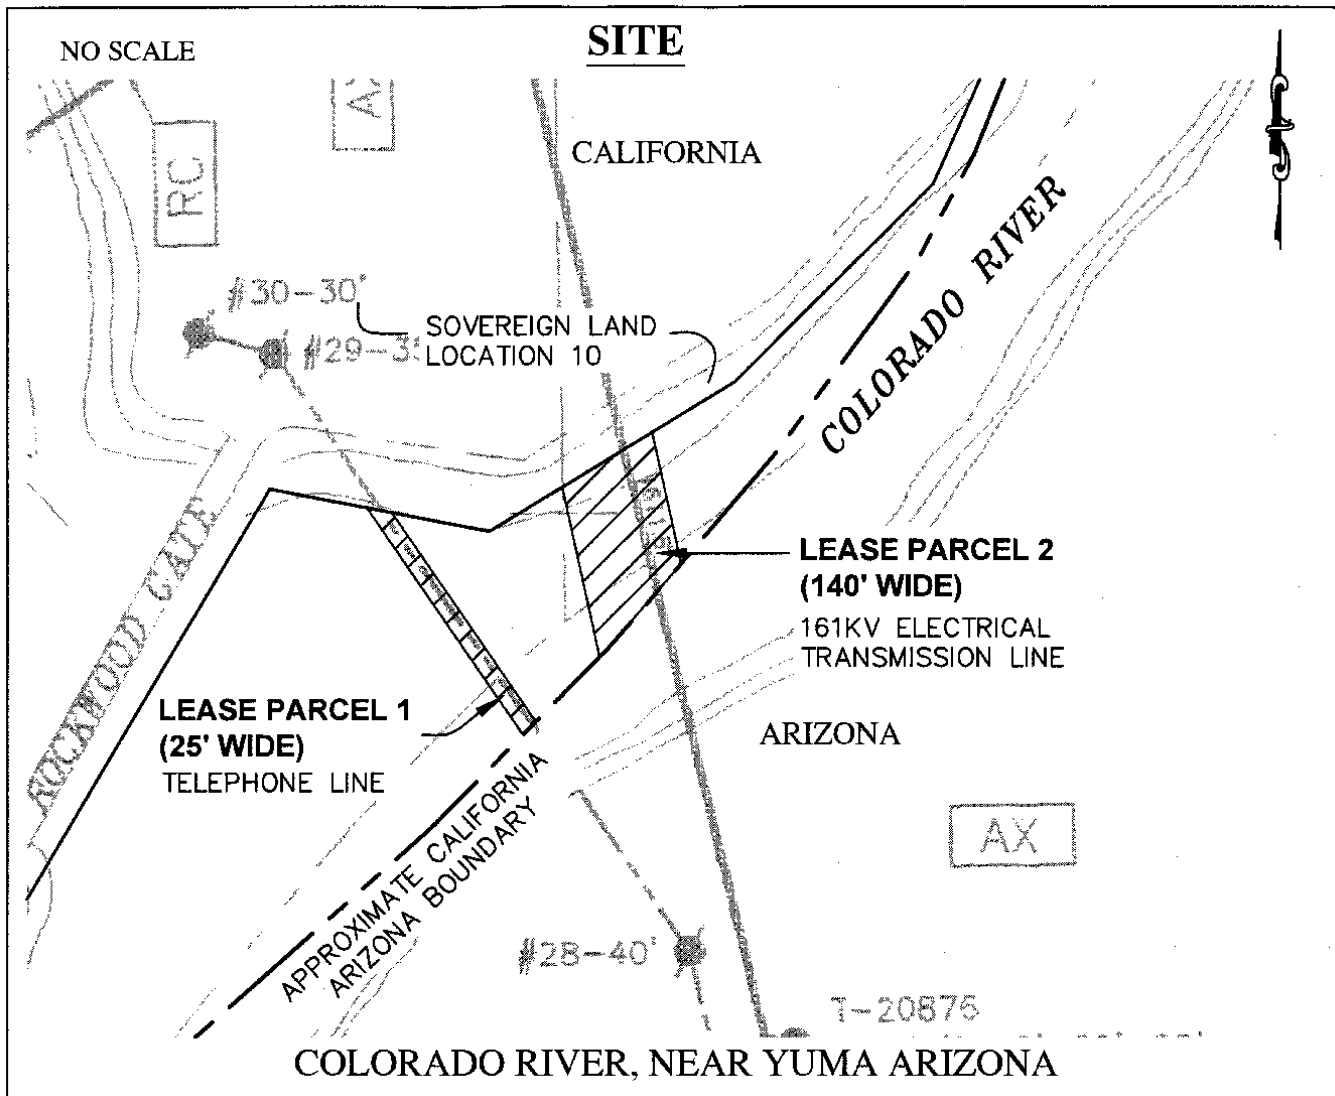 SITE
NO SCALE
AX
RC
CALIFORNIA
#30-30'
#29-3
SOVEREIGN LAND
LOCATION 10
COLORADO RIVER
ROCKWOOD GATE
LEASE PARCEL 2
(140' WIDE)
161KV ELECTRICAL
TRANSMISSION LINE
LEASE PARCEL 1
(25' WIDE)
TELEPHONE LINE
ARIZONA
APPROXIMATE CALIFORNIA
ARIZONA BOUNDARY
AX
#28-40'
T-20876
COLORADO RIVER, NEAR YUMA ARIZONA